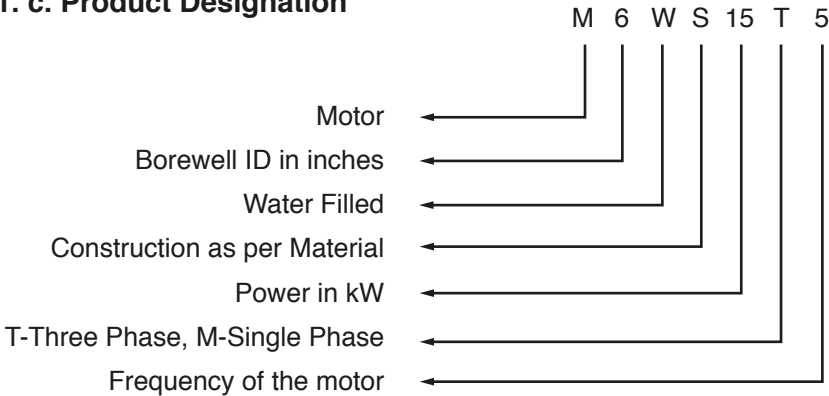 1. c. Product Designation
M 6 W S 15 T 5
Motor
Borewell ID in inches
Water Filled
Construction as per Material
Power in kW
T-Three Phase, M-Single Phase
Frequency of the motor